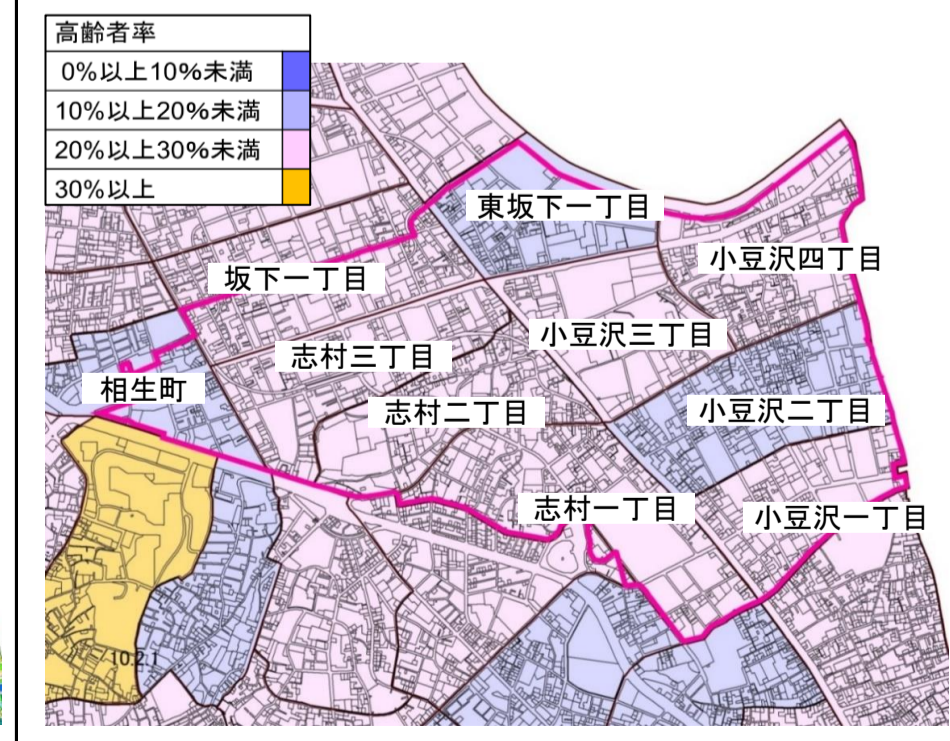 高齢者率
0%以上10%未満
10%以上20%未満
20%以上30%未満
30%以上
東坂下一丁目
小豆沢四丁目
坂下一丁目
小豆沢三丁目
志村三丁目
相生町
志村二丁目
小豆沢二丁目
志村一丁目
小豆沢一丁目
10.2.1